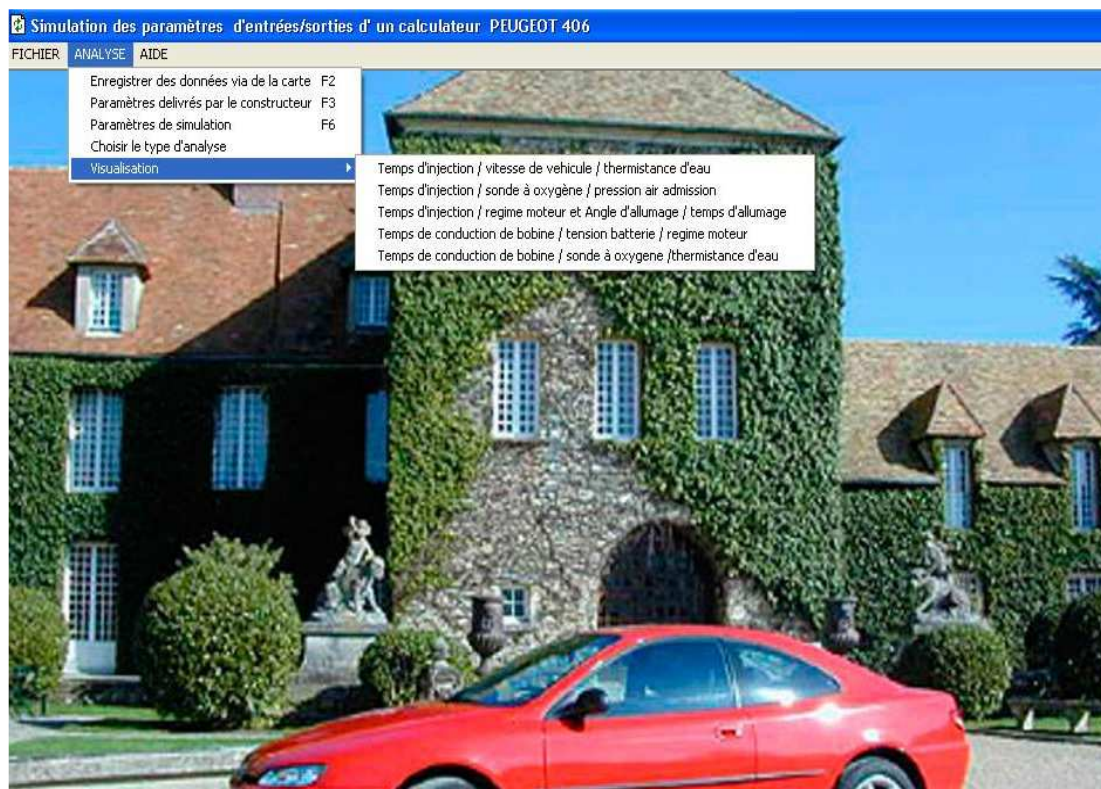 Simulation des paramètres d'entrées/sorties d' un calculateur PEUGEOT 406
FICHIER ANALYSE AIDE
Enregistrer des données via de la carte F2
Paramètres delivrés par le constructeur F3
Paramètres de simulation F6
Choisir le type d'analyse
Visualisation
Temps d'injection / vitesse de vehicule / thermistance d'eau
Temps d'injection / sonde à oxygène / pression air admission
Temps d'injection / regime moteur et Angle d'allumage / temps d'allumage
Temps de conduction de bobine / tension batterie / regime moteur
Temps de conduction de bobine / sonde à oxygene /thermistance d'eau